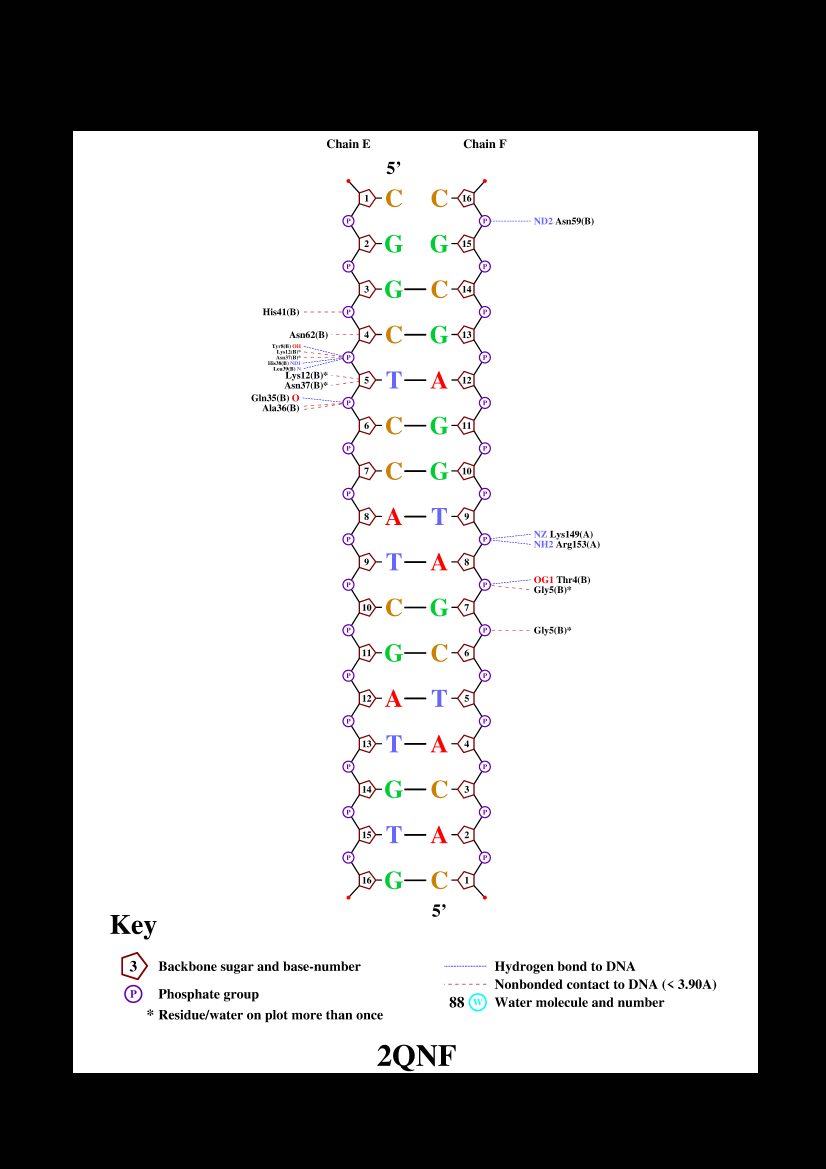 Chain E Chain F
5’
1 C C 16
P P ND2 Asn59(B)
2 G G 15
P P
3 G C 14
His41(B) P P
Asn62(B) 4 C G 13
Tyr8(B) OH
Lys12(B)*
Asn37(B)* P P
His38(B) ND1
Leu39(B) N
Lys12(B)* 5 T A 12
Asn37(B)*
Gln35(B) O P P
Ala36(B)
6 C G 11
P P
7 C G 10
P P
8 A T 9
NZ Lys149(A)
P P NH2 Arg153(A)
9 T A 8
P P OG1 Thr4(B)
Gly5(B)*
10 C G 7
P P Gly5(B)*
11 G C 6
P P
12 A T 5
P P
13 T A 4
P P
14 G C 3
P P
15 T A 2
P P
16 G C 1
5’
Key
3 Backbone sugar and base-number Hydrogen bond to DNA
Nonbonded contact to DNA (< 3.90A)
P Phosphate group 88 W Water molecule and number
* Residue/water on plot more than once
2QNF